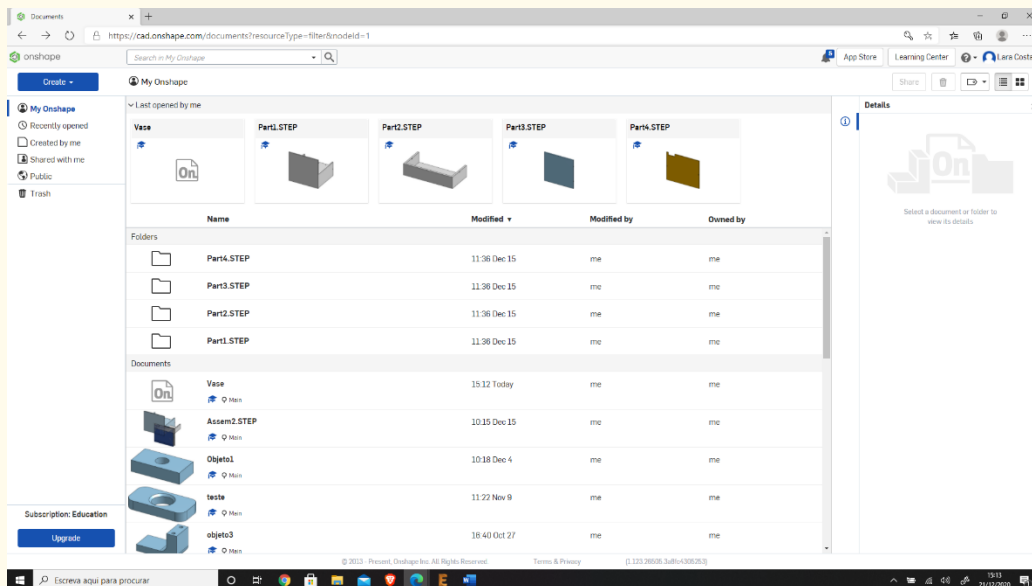 Documents
https://cad.onshape.com/documents?resourceType=filter&nodeId=1
onshape
Search in My Onshape
5
App Store
Learning Center
Lara Costa
Create
My Onshape
Share
My Onshape
Recently opened
Created by me
Shared with me
Public
Trash
Last opened by me
Vase
Part1.STEP
Part2.STEP
Part3.STEP
Part4.STEP
On
Details
On
Select a document or folder to
view its details
Name Modified Modified by Owned by
Folders
Part4.STEP 11:36 Dec 15 me me
Part3.STEP 11:36 Dec 15 me me
Part2.STEP 11:36 Dec 15 me me
Part1.STEP 11:36 Dec 15 me me
Documents
On
Vase 15:12 Today me me
Main
Assem2.STEP 10:15 Dec 15 me me
Main
Objeto1 10:18 Dec 4 me me
Main
teste 11:22 Nov 9 me me
Main
objeto3 16:40 Oct 27 me me
Main
Subscription: Education
Upgrade
© 2013 - Present, Onshape Inc. All Rights Reserved Terms & Privacy
Escreva aqui para procurar
15:13
21/12/2020